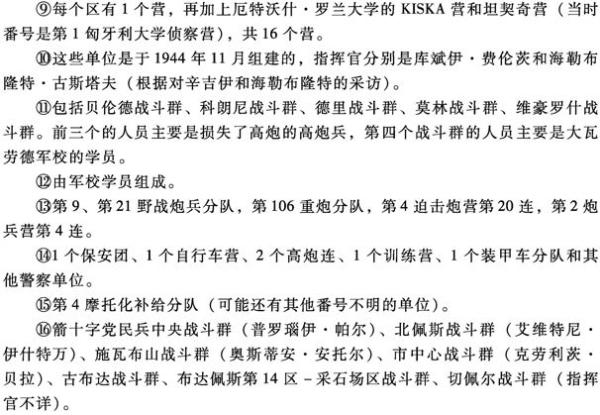 ⑨每个区有 1 个营，再加上厄特沃什·罗兰大学的 KISKA 营和坦契奇营（当时
番号是第 1 匈牙利大学侦察营），共 16 个营。
⑩这些单位是于 1944 年 11 月组建的，指挥官分别是库斌伊·费伦茨和海勒布
隆特·古斯塔夫（根据对辛吉伊和海勒布隆特的采访）。
⑪包括贝伦德战斗群、科朗尼战斗群、德里战斗群、莫林战斗群、维豪罗什战
斗群。前三个的人员主要是损失了高炮的高炮兵，第四个战斗群的人员主要是大瓦
劳德军校的学员。
⑫由军校学员组成。
⑬第 9、第 21 野战炮兵分队，第 106 重炮分队，第 4 迫击炮营第 20 连，第 2 炮
兵营第 4 连。
⑭1 个保安团、1 个自行车营、2 个高炮连、1 个训练营、1 个装甲车分队和其
他警察单位。
⑮第 4 摩托化补给分队（可能还有其他番号不明的单位）。
⑯箭十字党民兵中央战斗群（普罗瑙伊·帕尔）、北佩斯战斗群（艾维特尼·
伊什特万）、施瓦布山战斗群（奥斯蒂安·安托尔）、市中心战斗群（克劳利茨·
贝拉）、古布达战斗群、布达佩斯第 14 区－采石场区战斗群、切佩尔战斗群（指挥
官不详）。